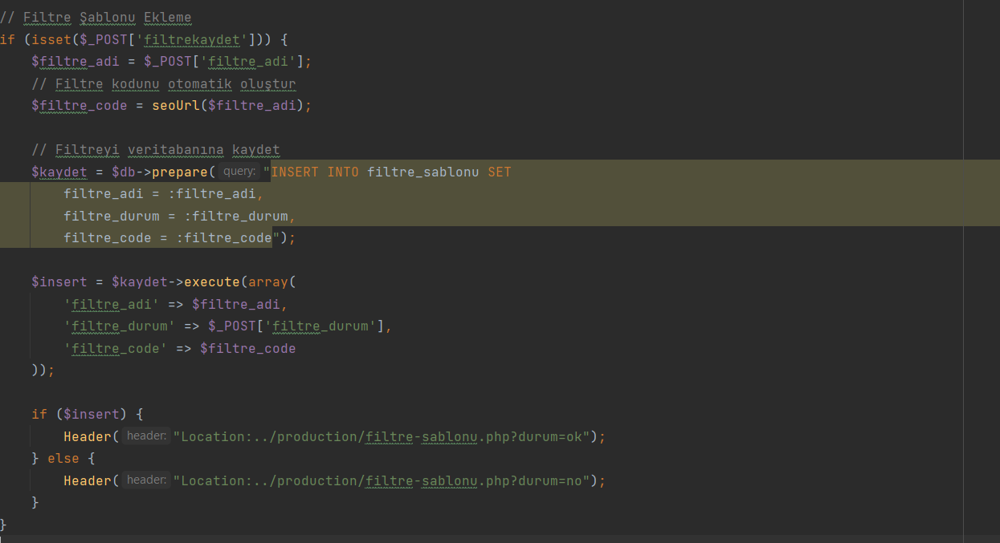 // Filtre Şablonu Ekleme
if (isset($_POST['filtrekaydet'])) {
    $filtre_adi = $_POST['filtre_adi'];
    // Filtre kodunu otomatik oluştur
    $filtre_code = seoUrl($filtre_adi);
    // Filtreyi veritabanına kaydet
    $kaydet = $db->prepare( query: "INSERT INTO filtre_sablonu SET
        filtre_adi = :filtre_adi,
        filtre_durum = :filtre_durum,
        filtre_code = :filtre_code");
    $insert = $kaydet->execute(array(
        'filtre_adi' => $filtre_adi,
        'filtre_durum' => $_POST['filtre_durum'],
        'filtre_code' => $filtre_code
    ));
    if ($insert) {
        Header( header: "Location:../production/filtre-sablonu.php?durum=ok");
    } else {
        Header( header: "Location:../production/filtre-sablonu.php?durum=no");
    }
}